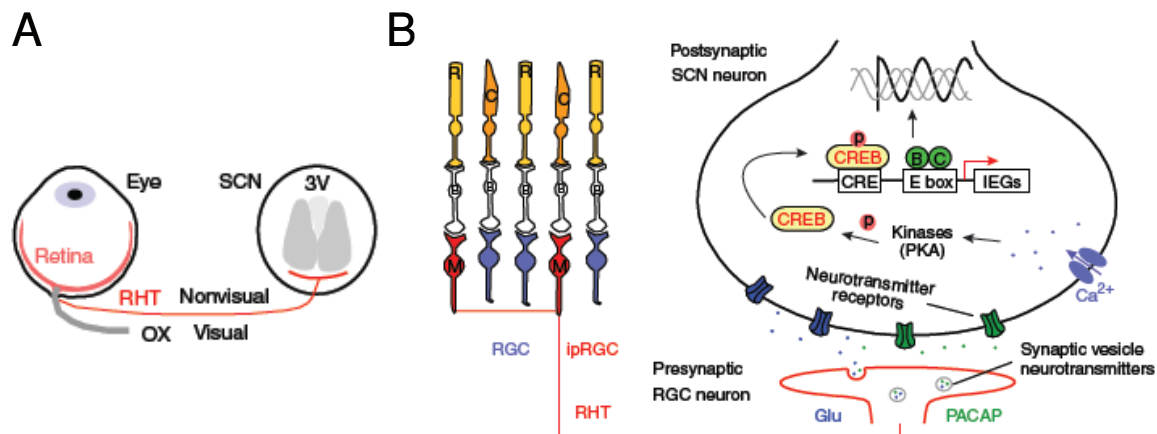 A
Eye
SCN
3V
Retina
RHT
Nonvisual
OX
Visual
B
R
C
R
C
R
B
B
B
B
B
M
M
RGC
ipRGC
RHT
Postsynaptic
SCN neuron
p
CREB
B
C
CRE
E box
IEGs
CREB
p
Kinases
(PKA)
Ca2+
Neurotransmitter
receptors
Presynaptic
RGC neuron
Synaptic vesicle
neurotransmitters
Glu
PACAP